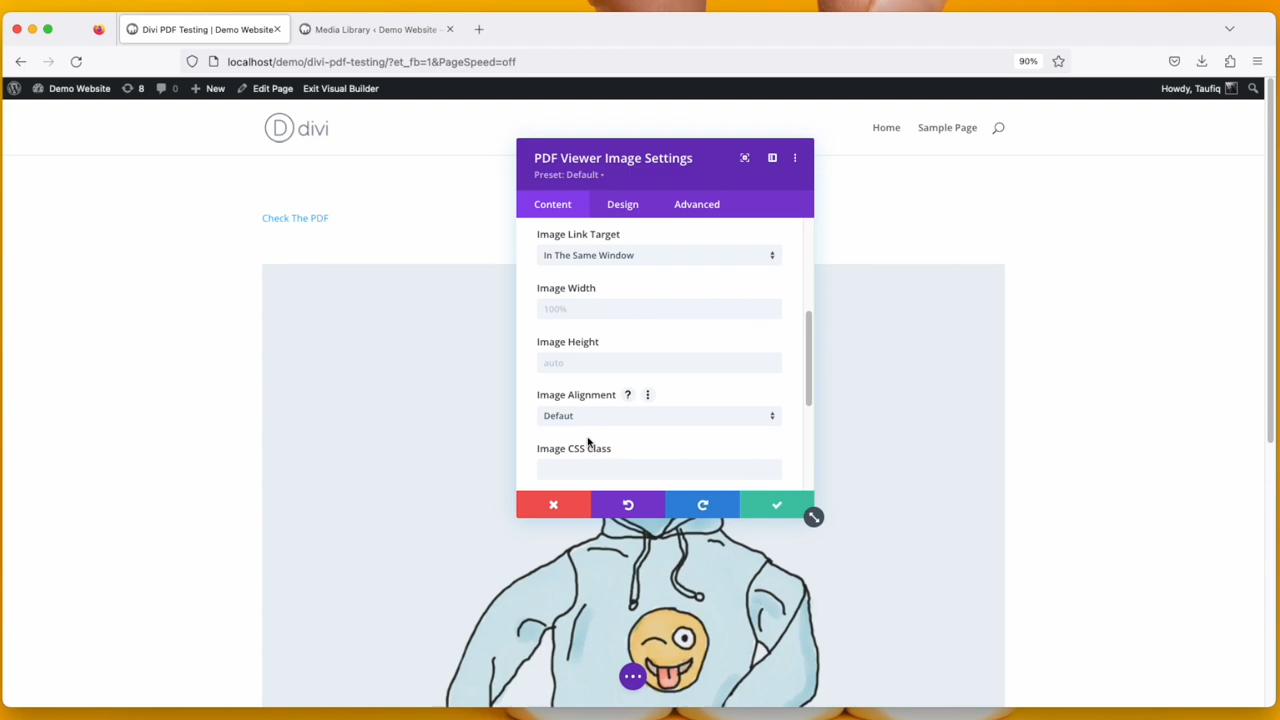 Divi PDF Testing | Demo Website
Media Library ‹ Demo Website –
localhost/demo/divi-pdf-testing/?et_fb=1&PageSpeed=off
90%
Demo Website
8
0
New
Edit Page
Exit Visual Builder
Howdy, Taufiq
D divi
Home
Sample Page
Check The PDF
PDF Viewer Image Settings
Preset: Default
Content
Design
Advanced
Image Link Target
In The Same Window
Image Width
100%
Image Height
auto
Image Alignment
?
Defaut
Image CSS Class